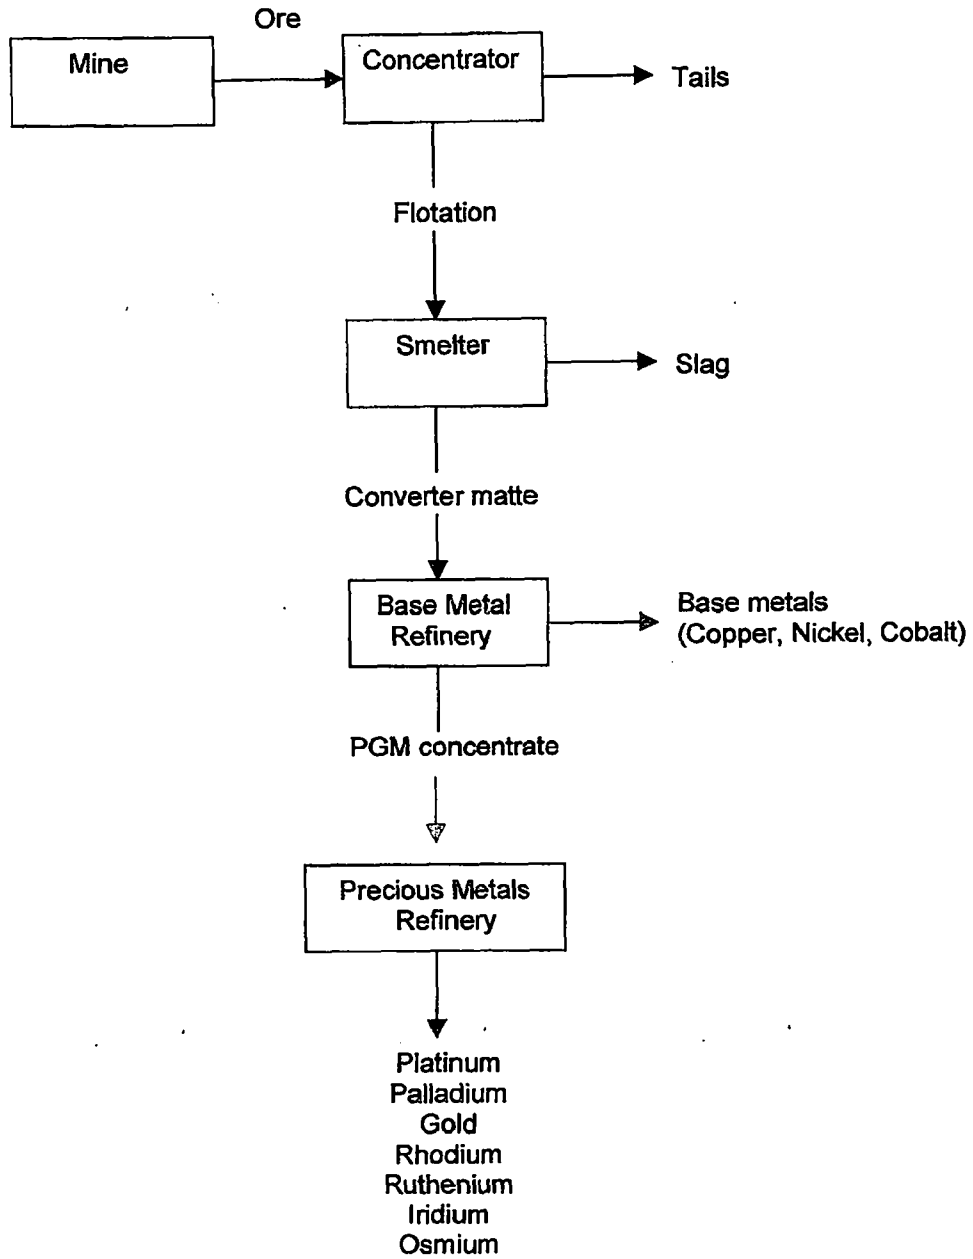 Ore
Mine
Concentrator
Tails
Flotation
Smelter
Slag
Converter matte
Base Metal
Refinery
Base metals
(Copper, Nickel, Cobalt)
PGM concentrate
Precious Metals
Refinery
Platinum
Palladium
Gold
Rhodium
Ruthenium
Iridium
Osmium